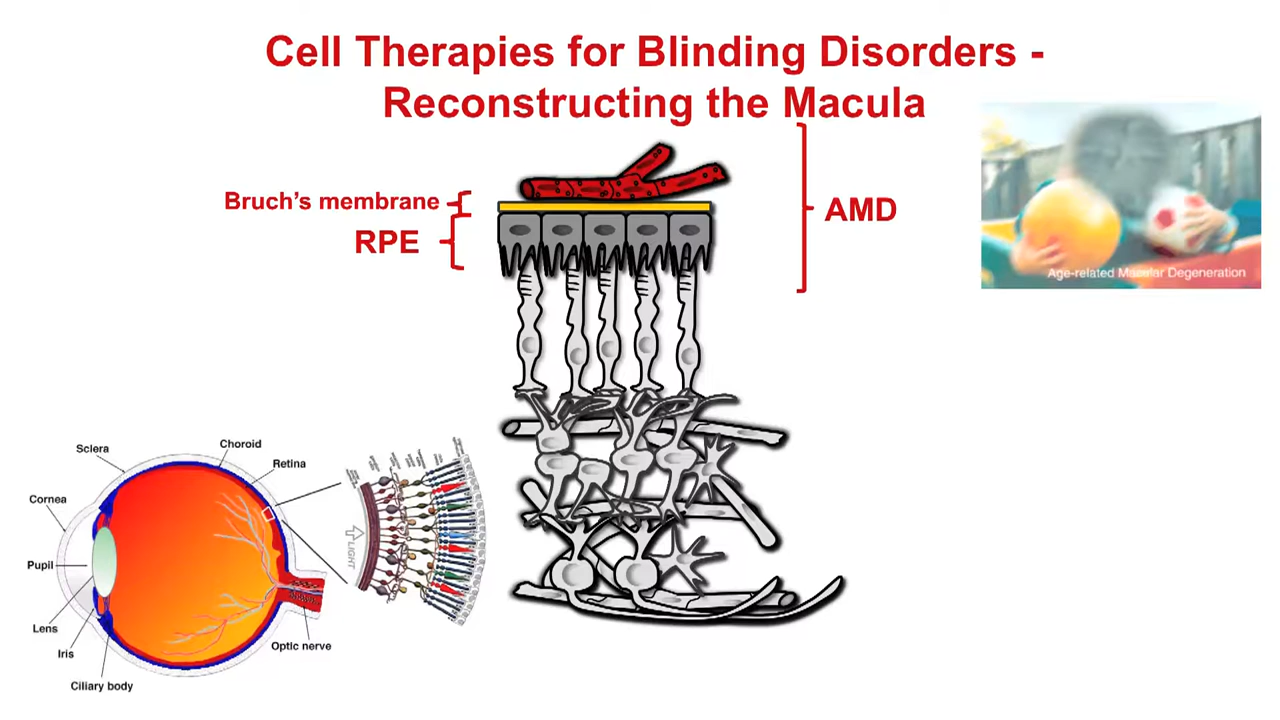 Cell Therapies for Blinding Disorders -
Reconstructing the Macula
Bruch's membrane
RPE
AMD
Age-related Macular Degeneration
Sclera
Choroid
Retina
Cornea
Pupil
Lens
Iris
Ciliary body
Optic nerve
LIGHT